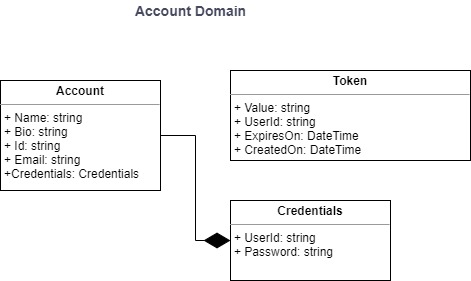 Account Domain
Account
+ Name: string
+ Bio: string
+ Id: string
+ Email: string
+Credentials: Credentials
Token
+ Value: string
+ UserId: string
+ ExpiresOn: DateTime
+ CreatedOn: DateTime
Credentials
+ UserId: string
+ Password: string